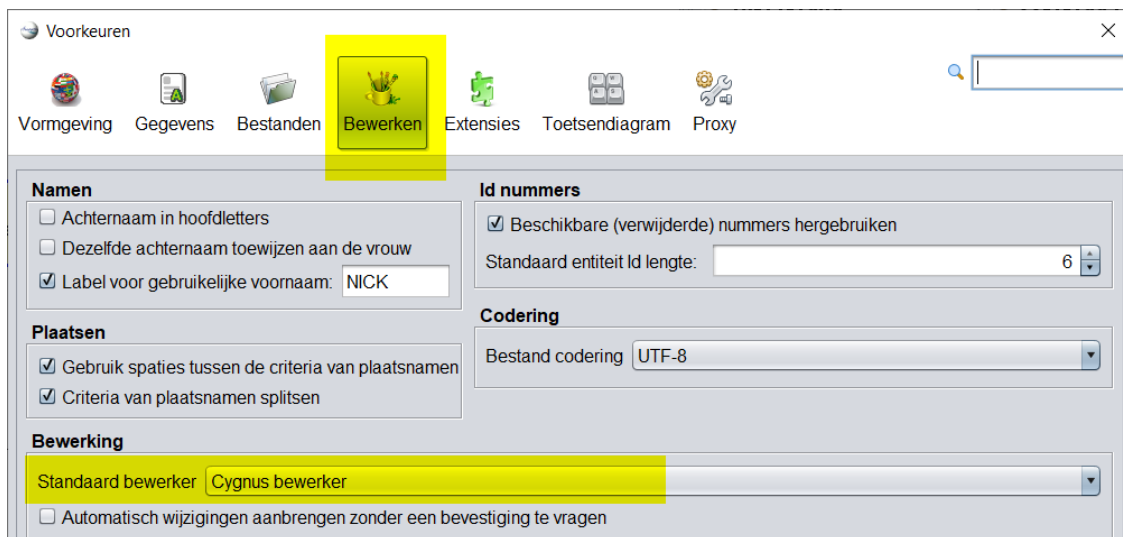 Voorkeuren
Vormgeving Gegevens Bestanden Bewerken Extensies Toetsendiagram Proxy
Namen
Achternaam in hoofdletters
Dezelfde achternaam toewijzen aan de vrouw
Label voor gebruikelijke voornaam: NICK
Id nummers
Beschikbare (verwijderde) nummers hergebruiken
Standaard entiteit Id lengte: 6
Plaatsen
Gebruik spaties tussen de criteria van plaatsnamen
Criteria van plaatsnamen splitsen
Codering
Bestand codering UTF-8
Bewerking
Standaard bewerker Cygnus bewerker
Automatisch wijzigingen aanbrengen zonder een bevestiging te vragen